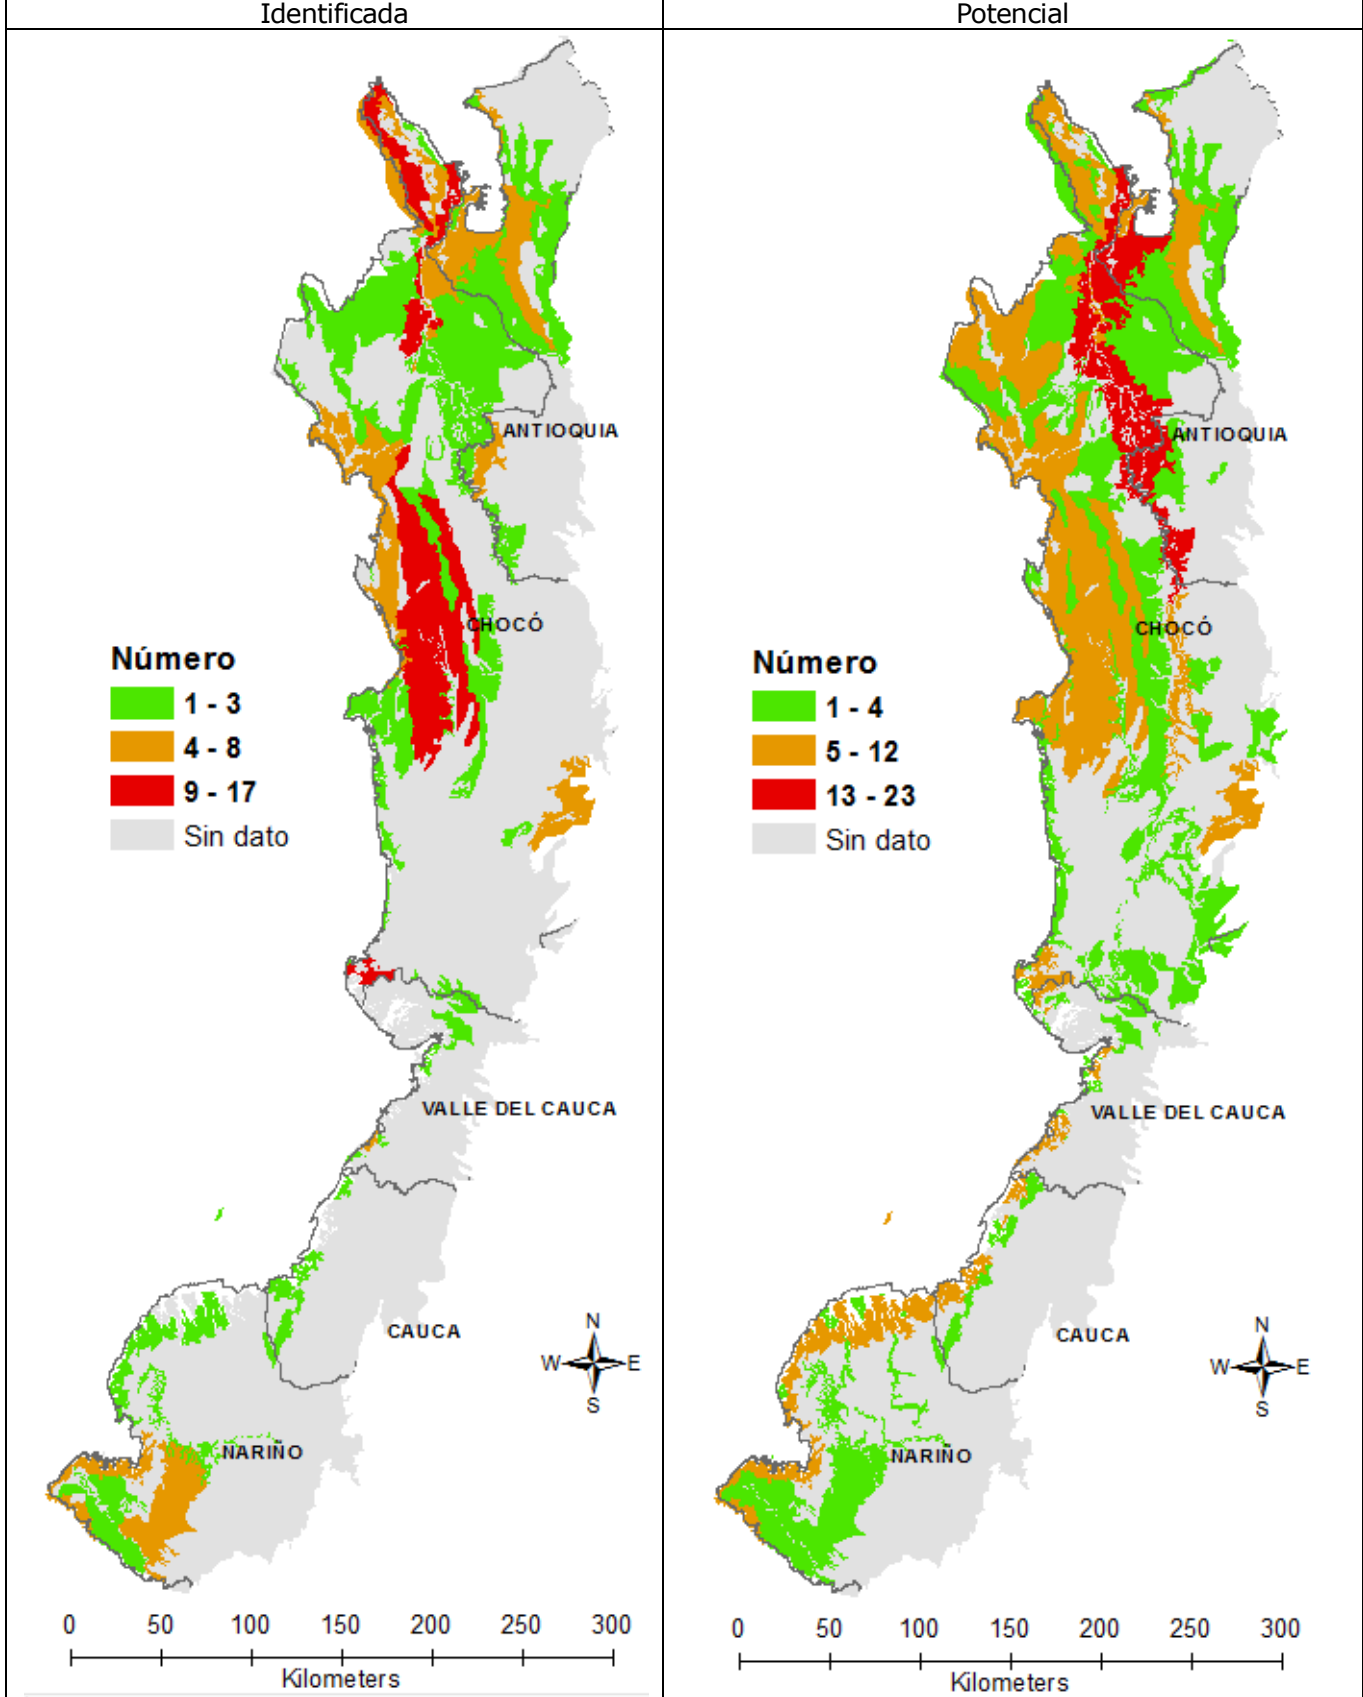 Identificada
Potencial
ANTIOQUIA
CHOCÓ
Número
1 - 3
4 - 8
9 - 17
Sin dato
VALLE DEL CAUCA
CAUCA
N
W E
S
NARIÑO
0 50 100 150 200 250 300
Kilometers
ANTIOQUIA
CHOCÓ
Número
1 - 4
5 - 12
13 - 23
Sin dato
VALLE DEL CAUCA
CAUCA
N
W E
S
NARIÑO
0 50 100 150 200 250 300
Kilometers